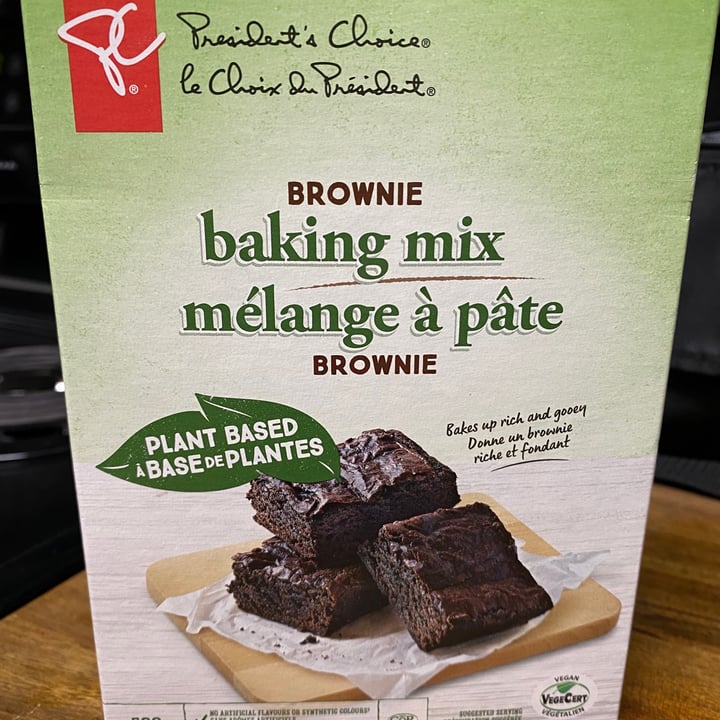 PC®
President's Choice®
le Choix du Président®
BROWNIE
baking mix
mélange à pâte
BROWNIE
PLANT BASED
À BASE DE PLANTES
Bakes up rich and gooey
Donne un brownie
riche et fondant
VEGAN
VEGECERT
VÉGÉTALIEN
NO ARTIFICIAL FLAVOURS OR SYNTHETIC COLOURS
COR
SUGGESTED SERVING